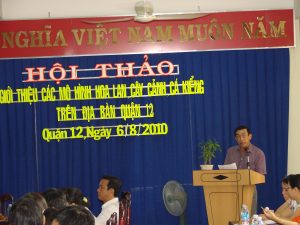 NGHĨA VIỆT NAM MUÔN NĂM
HỘI THẢO
GIỚI THIỆU CÁC MÔ HÌNH HOA LAN CÂY CẢNH CÁ KIỂNG
TRÊN ĐỊA BÀN QUẬN 12
Quận 12, Ngày 6/8/2010